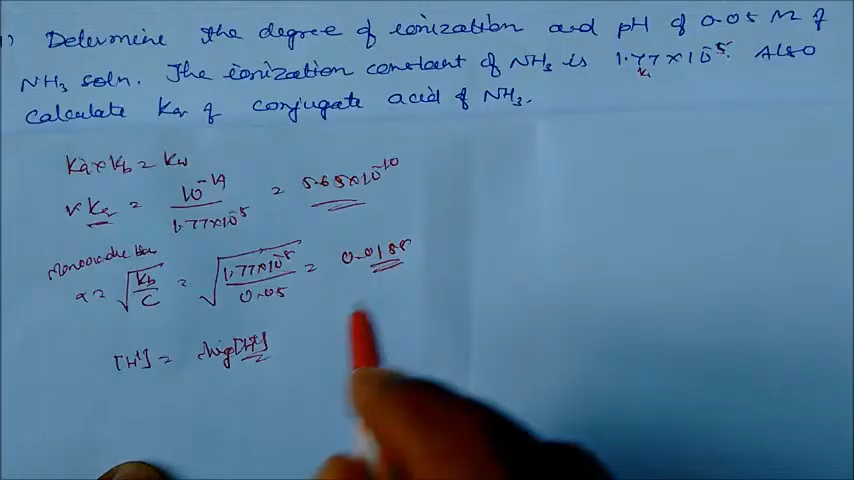 1) Determine the degree of ionization and pH of 0.05 M of
NH₃ soln. The ionization constant of NH₃ is 1.77×10⁻⁵. Also
Kb
calculate Ka of conjugate acid of NH₃.
Ka×Kb = Kw
Ka = 10⁻¹⁴ / 1.77×10⁻⁵ = 5.65×10⁻¹⁰
α = √(Kb/C) = √(1.77×10⁻⁵/0.05) = 0.0188
[H⁺] = -log[H⁺]